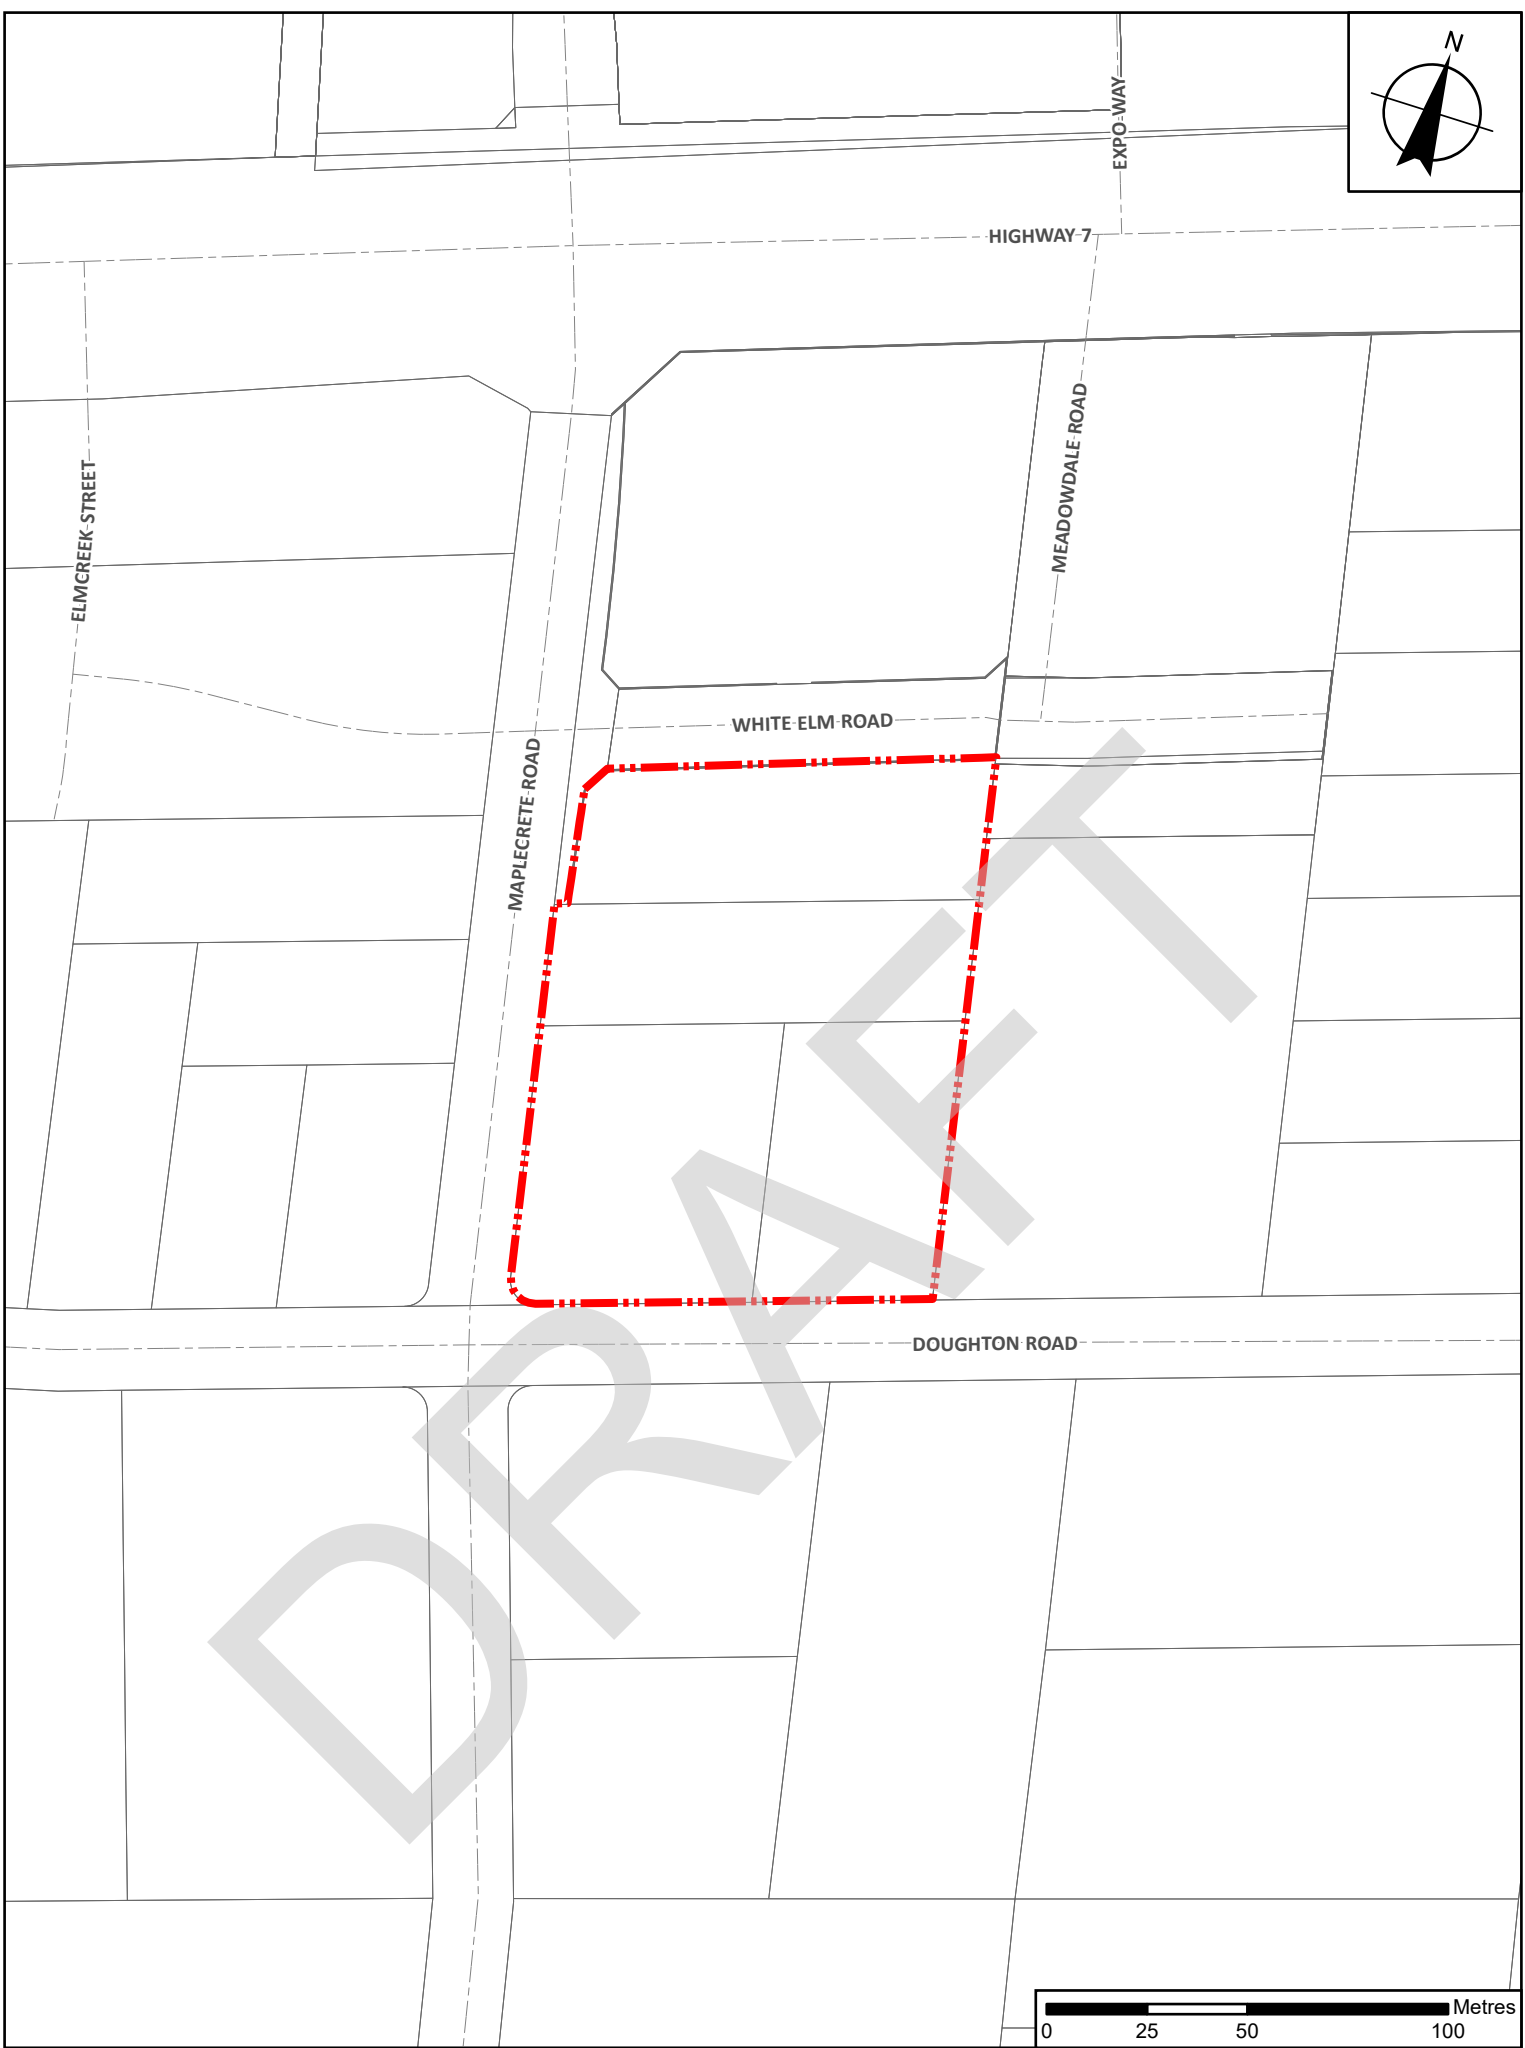 N
EXPO WAY
HIGHWAY 7
MEADOWDALE ROAD
ELMCREEK STREET
WHITE ELM ROAD
MAPLECRETE ROAD
DOUGHTON ROAD
DRAFT
Metres
0 25 50 100